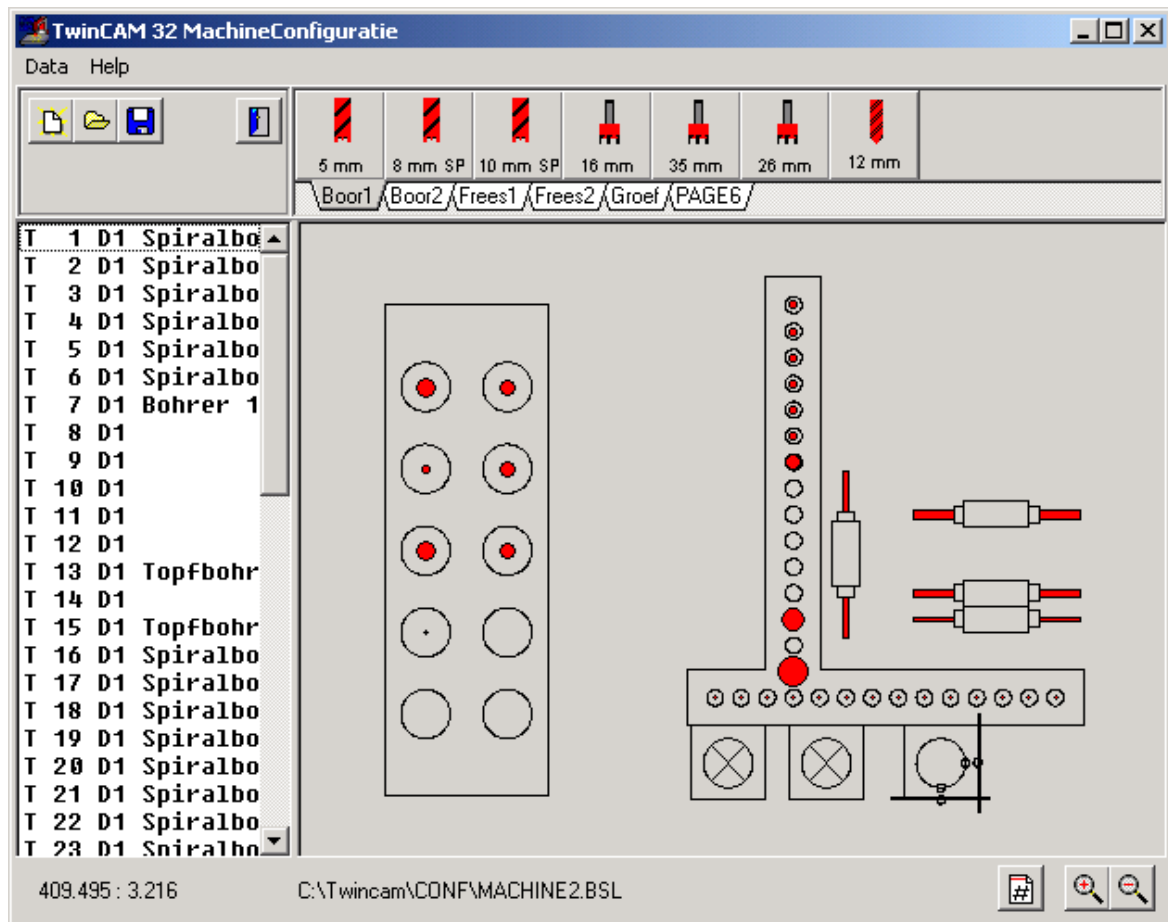 TwinCAM 32 MachineConfiguratie
Data Help
5 mm 8 mm SP 10 mm SP 16 mm 35 mm 26 mm 12 mm
Boor1 Boor2 Frees1 Frees2 Groef PAGE6
T 1 D1 Spiralbo
T 2 D1 Spiralbo
T 3 D1 Spiralbo
T 4 D1 Spiralbo
T 5 D1 Spiralbo
T 6 D1 Spiralbo
T 7 D1 Bohrer 1
T 8 D1
T 9 D1
T 10 D1
T 11 D1
T 12 D1
T 13 D1 Topfbohr
T 14 D1
T 15 D1 Topfbohr
T 16 D1 Spiralbo
T 17 D1 Spiralbo
T 18 D1 Spiralbo
T 19 D1 Spiralbo
T 20 D1 Spiralbo
T 21 D1 Spiralbo
T 22 D1 Spiralbo
T 23 D1 Spiralbo
409.495 : 3.216 C:\Twincam\CONF\MACHINE2.BSL #